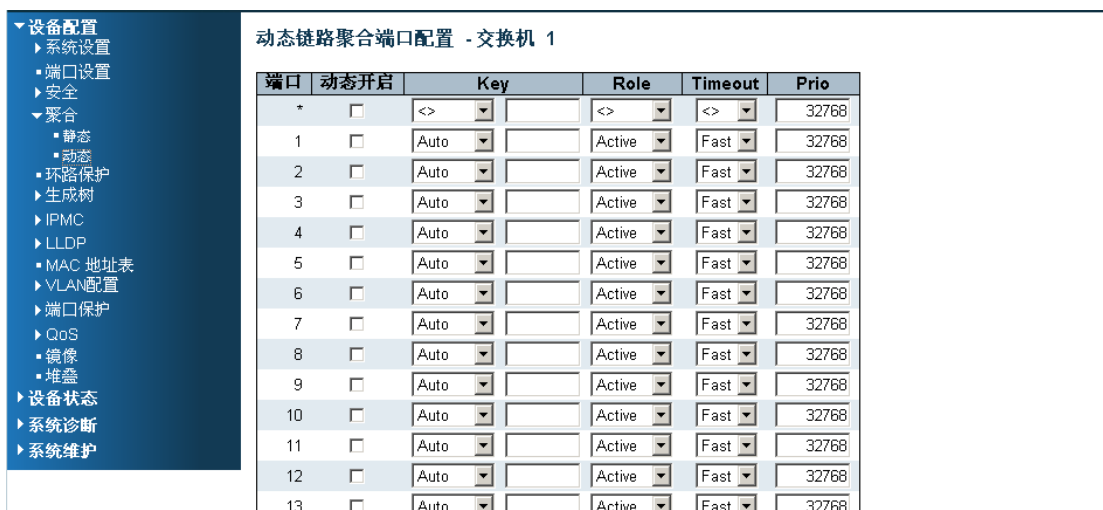 设备配置
系统设置
端口设置
安全
聚合
静态
动态
环路保护
生成树
IPMC
LLDP
MAC 地址表
VLAN配置
端口保护
QoS
镜像
堆叠
设备状态
系统诊断
系统维护
动态链路聚合端口配置 - 交换机 1
端口 动态开启 Key Role Timeout Prio
* <> <> <> 32768
1 Auto Active Fast 32768
2 Auto Active Fast 32768
3 Auto Active Fast 32768
4 Auto Active Fast 32768
5 Auto Active Fast 32768
6 Auto Active Fast 32768
7 Auto Active Fast 32768
8 Auto Active Fast 32768
9 Auto Active Fast 32768
10 Auto Active Fast 32768
11 Auto Active Fast 32768
12 Auto Active Fast 32768
13 Auto Active Fast 32768